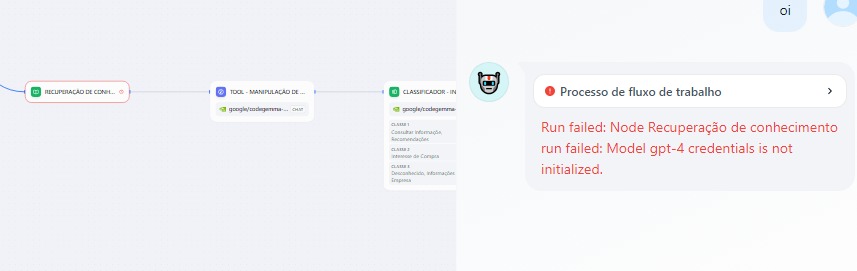 oi
RECUPERAÇÃO DE CONH...
TOOL - MANIPULAÇÃO DE ...
google/codegemma-... CHAT
CLASSIFICADOR - IN
google/codegemma-
CLASSE 1
Consultar Informação,
Recomendações
CLASSE 2
Interesse de Compra
CLASSE 3
Desconhecido, Informações
Empresa
Processo de fluxo de trabalho
Run failed: Node Recuperação de conhecimento
run failed: Model gpt-4 credentials is not
initialized.